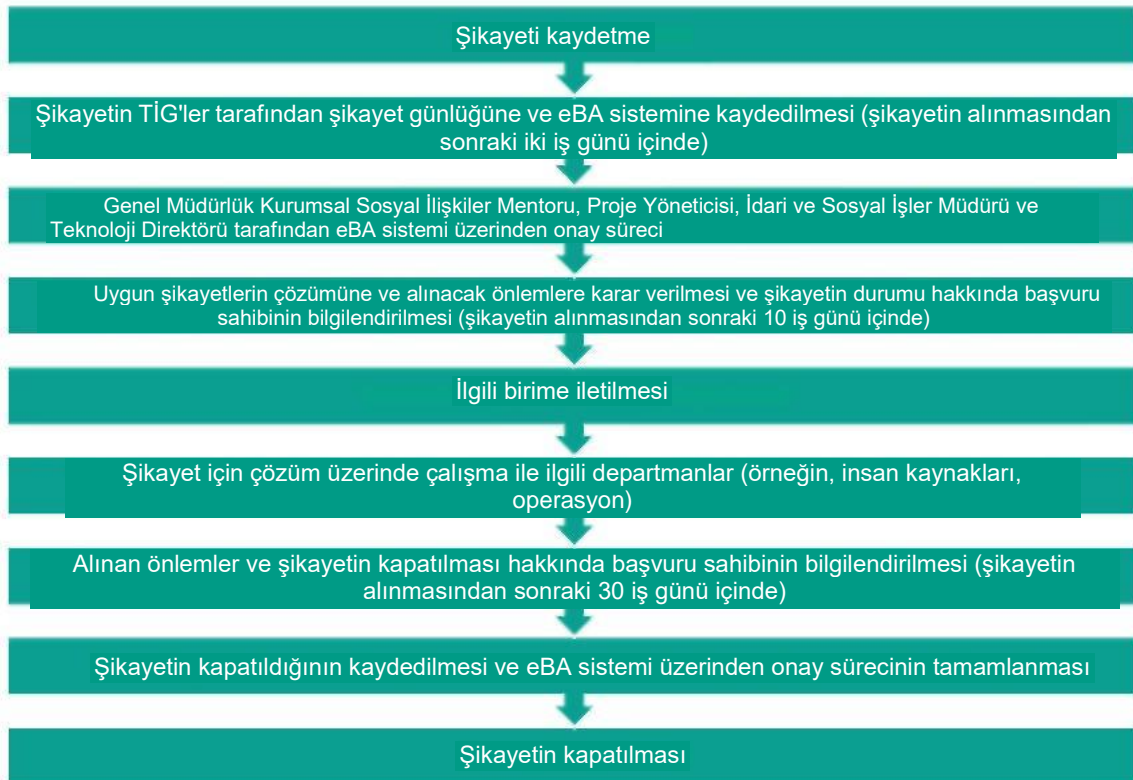 Şikayeti kaydetme
Şikayetin TİG'ler tarafından şikayet günlüğüne ve eBA sistemine kaydedilmesi (şikayetin alınmasından
sonraki iki iş günü içinde)
Genel Müdürlük Kurumsal Sosyal İlişkiler Mentoru, Proje Yöneticisi, İdari ve Sosyal İşler Müdürü ve
Teknoloji Direktörü tarafından eBA sistemi üzerinden onay süreci
Uygun şikayetlerin çözümüne ve alınacak önlemlere karar verilmesi ve şikayetin durumu hakkında başvuru
sahibinin bilgilendirilmesi (şikayetin alınmasından sonraki 10 iş günü içinde)
İlgili birime iletilmesi
Şikayet için çözüm üzerinde çalışma ile ilgili departmanlar (örneğin, insan kaynakları,
operasyon)
Alınan önlemler ve şikayetin kapatılması hakkında başvuru sahibinin bilgilendirilmesi (şikayetin
alınmasından sonraki 30 iş günü içinde)
Şikayetin kapatıldığının kaydedilmesi ve eBA sistemi üzerinden onay sürecinin tamamlanması
Şikayetin kapatılması